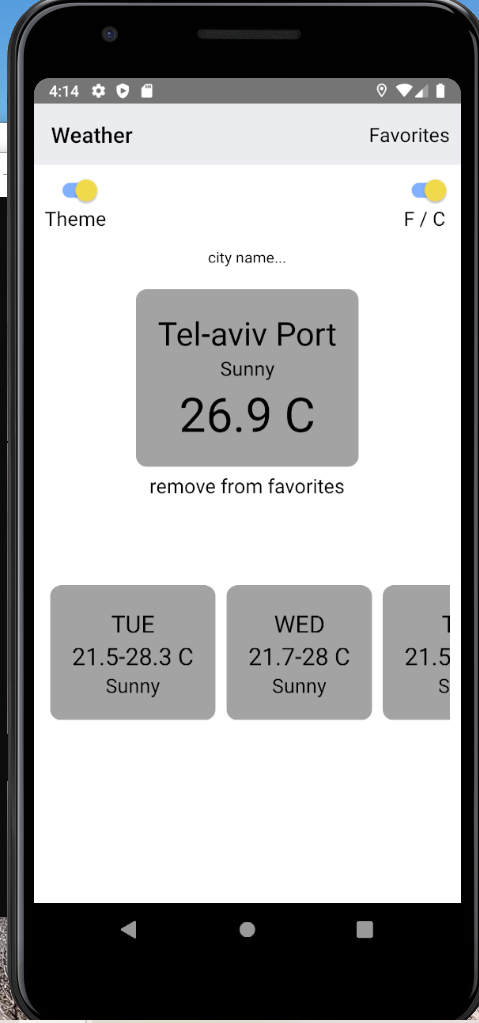 4:14
Weather Favorites
Theme F / C
city name...
Tel-aviv Port
Sunny
26.9 C
remove from favorites
TUE
21.5-28.3 C
Sunny
WED
21.7-28 C
Sunny
21.5
S